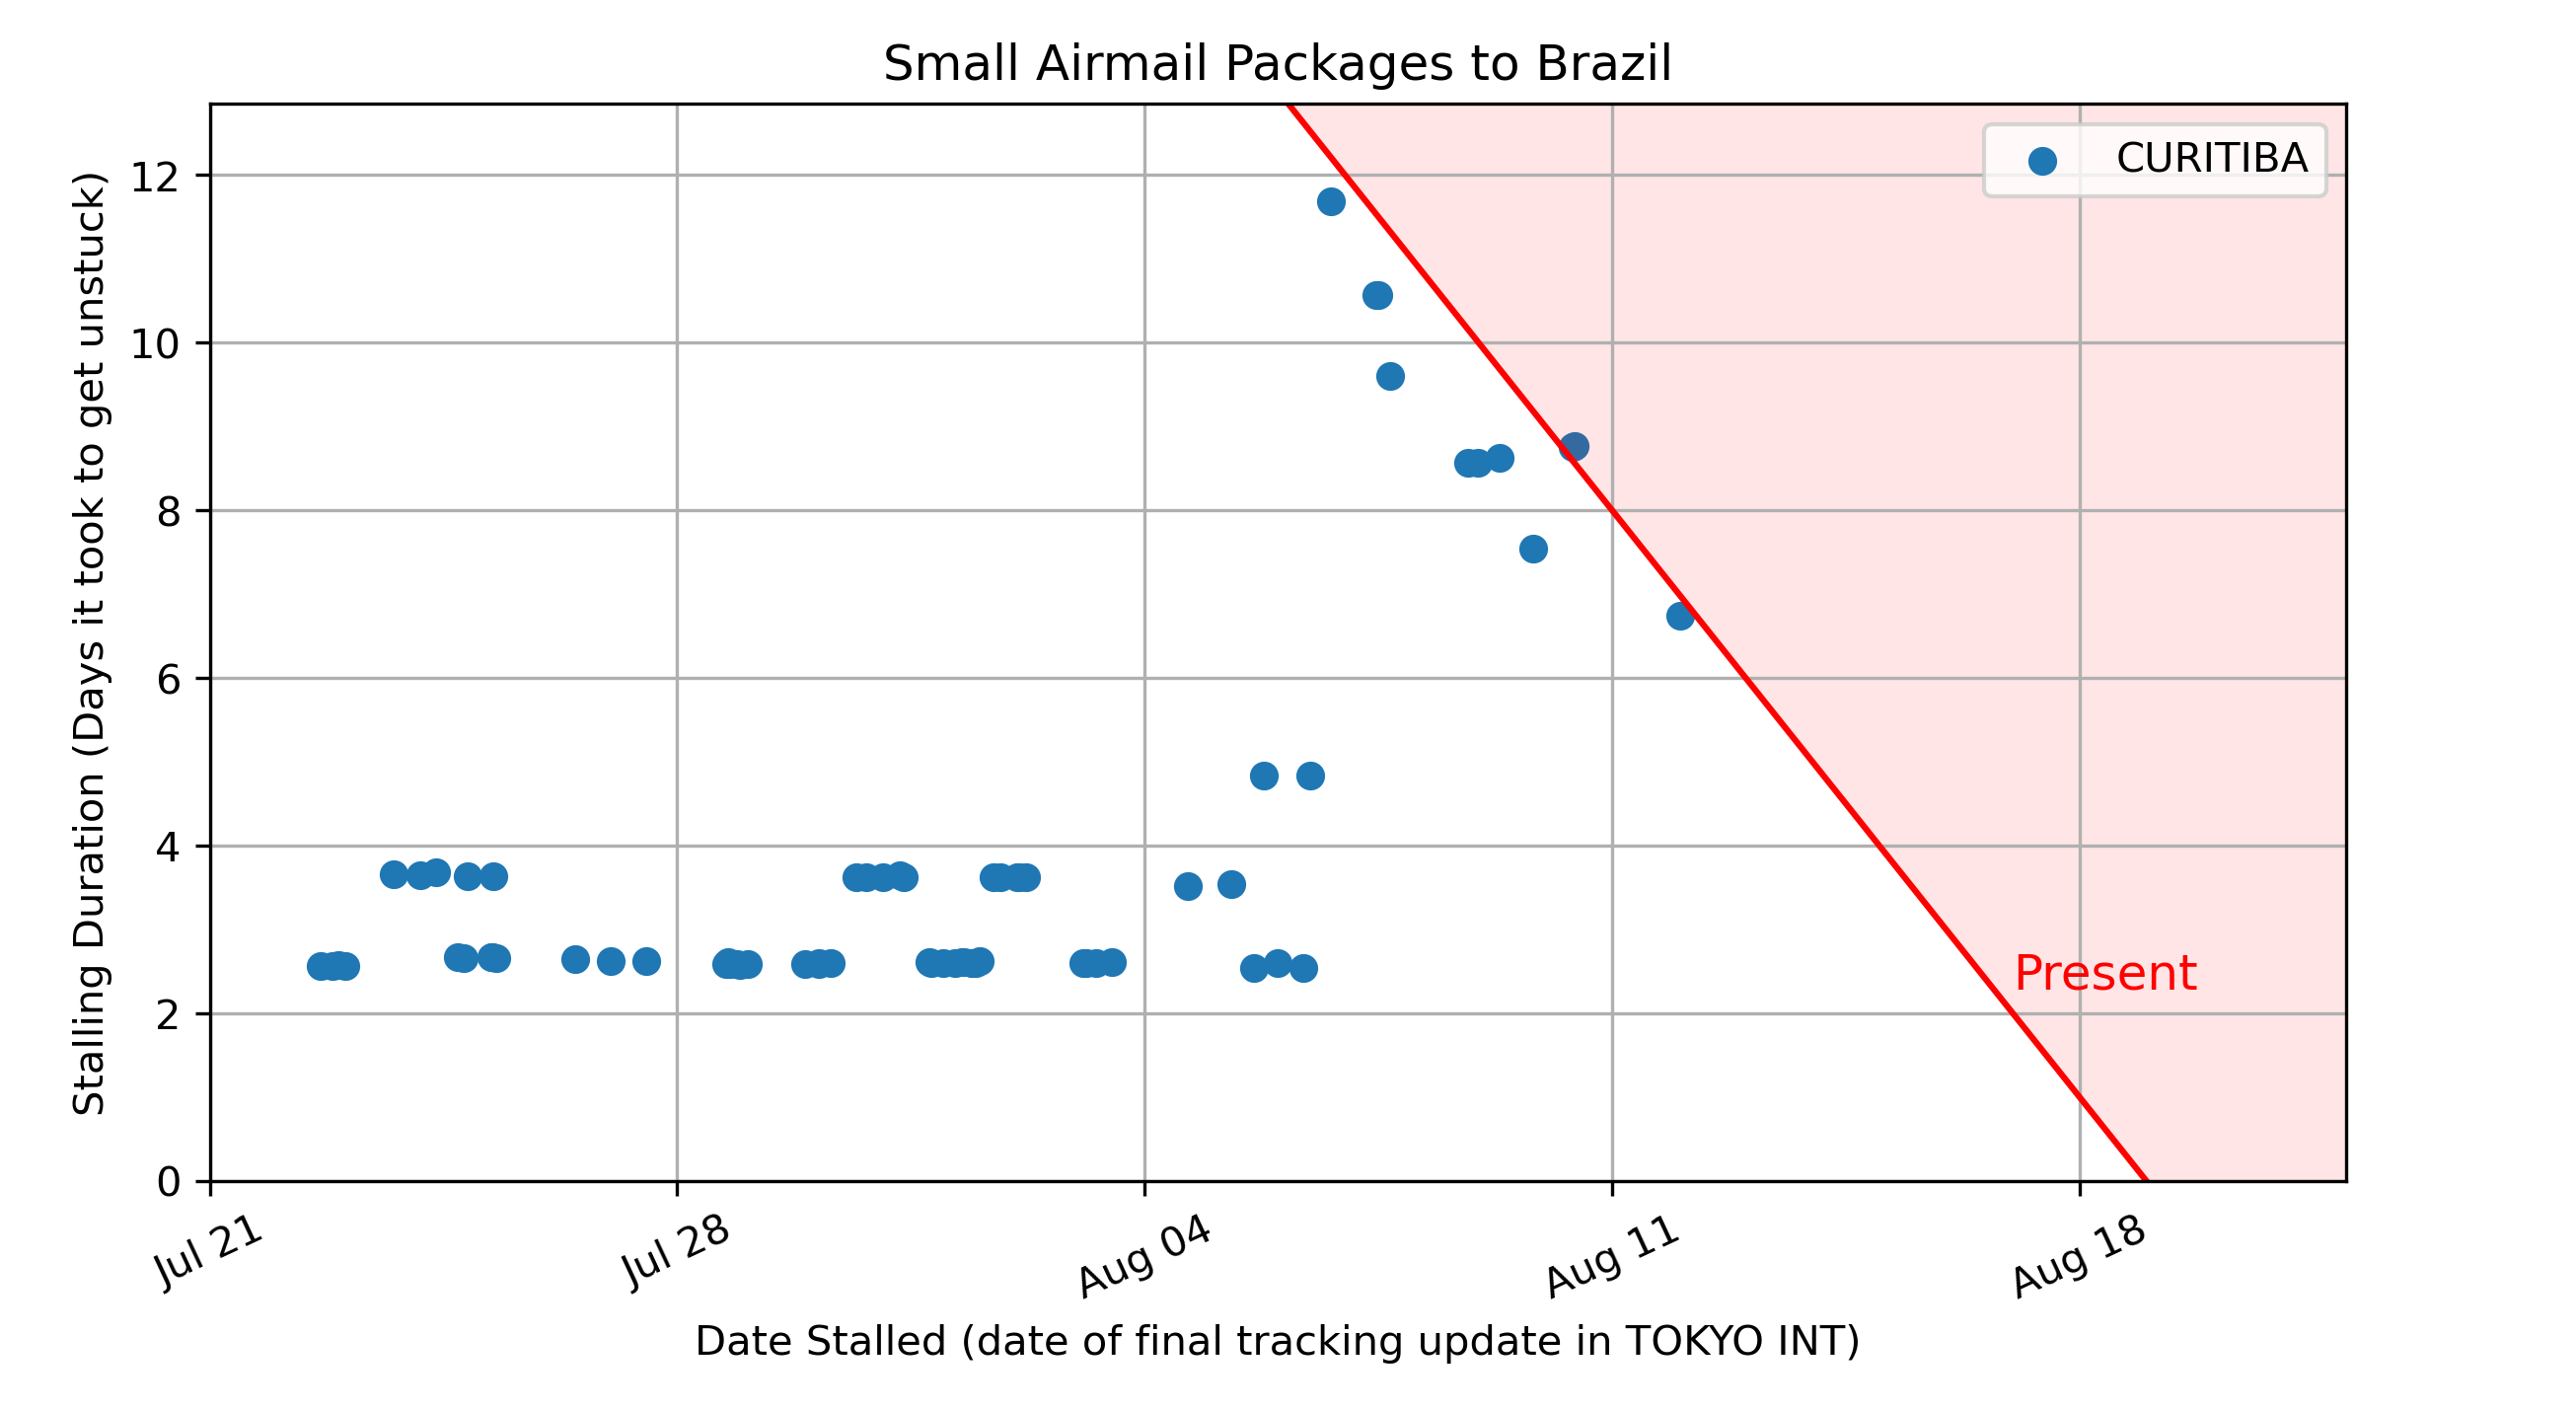 Small Airmail Packages to Brazil
CURITIBA
Stalling Duration (Days it took to get unstuck)
12
10
8
6
4
2
0
Present
Jul 21
Jul 28
Aug 04
Aug 11
Aug 18
Date Stalled (date of final tracking update in TOKYO INT)